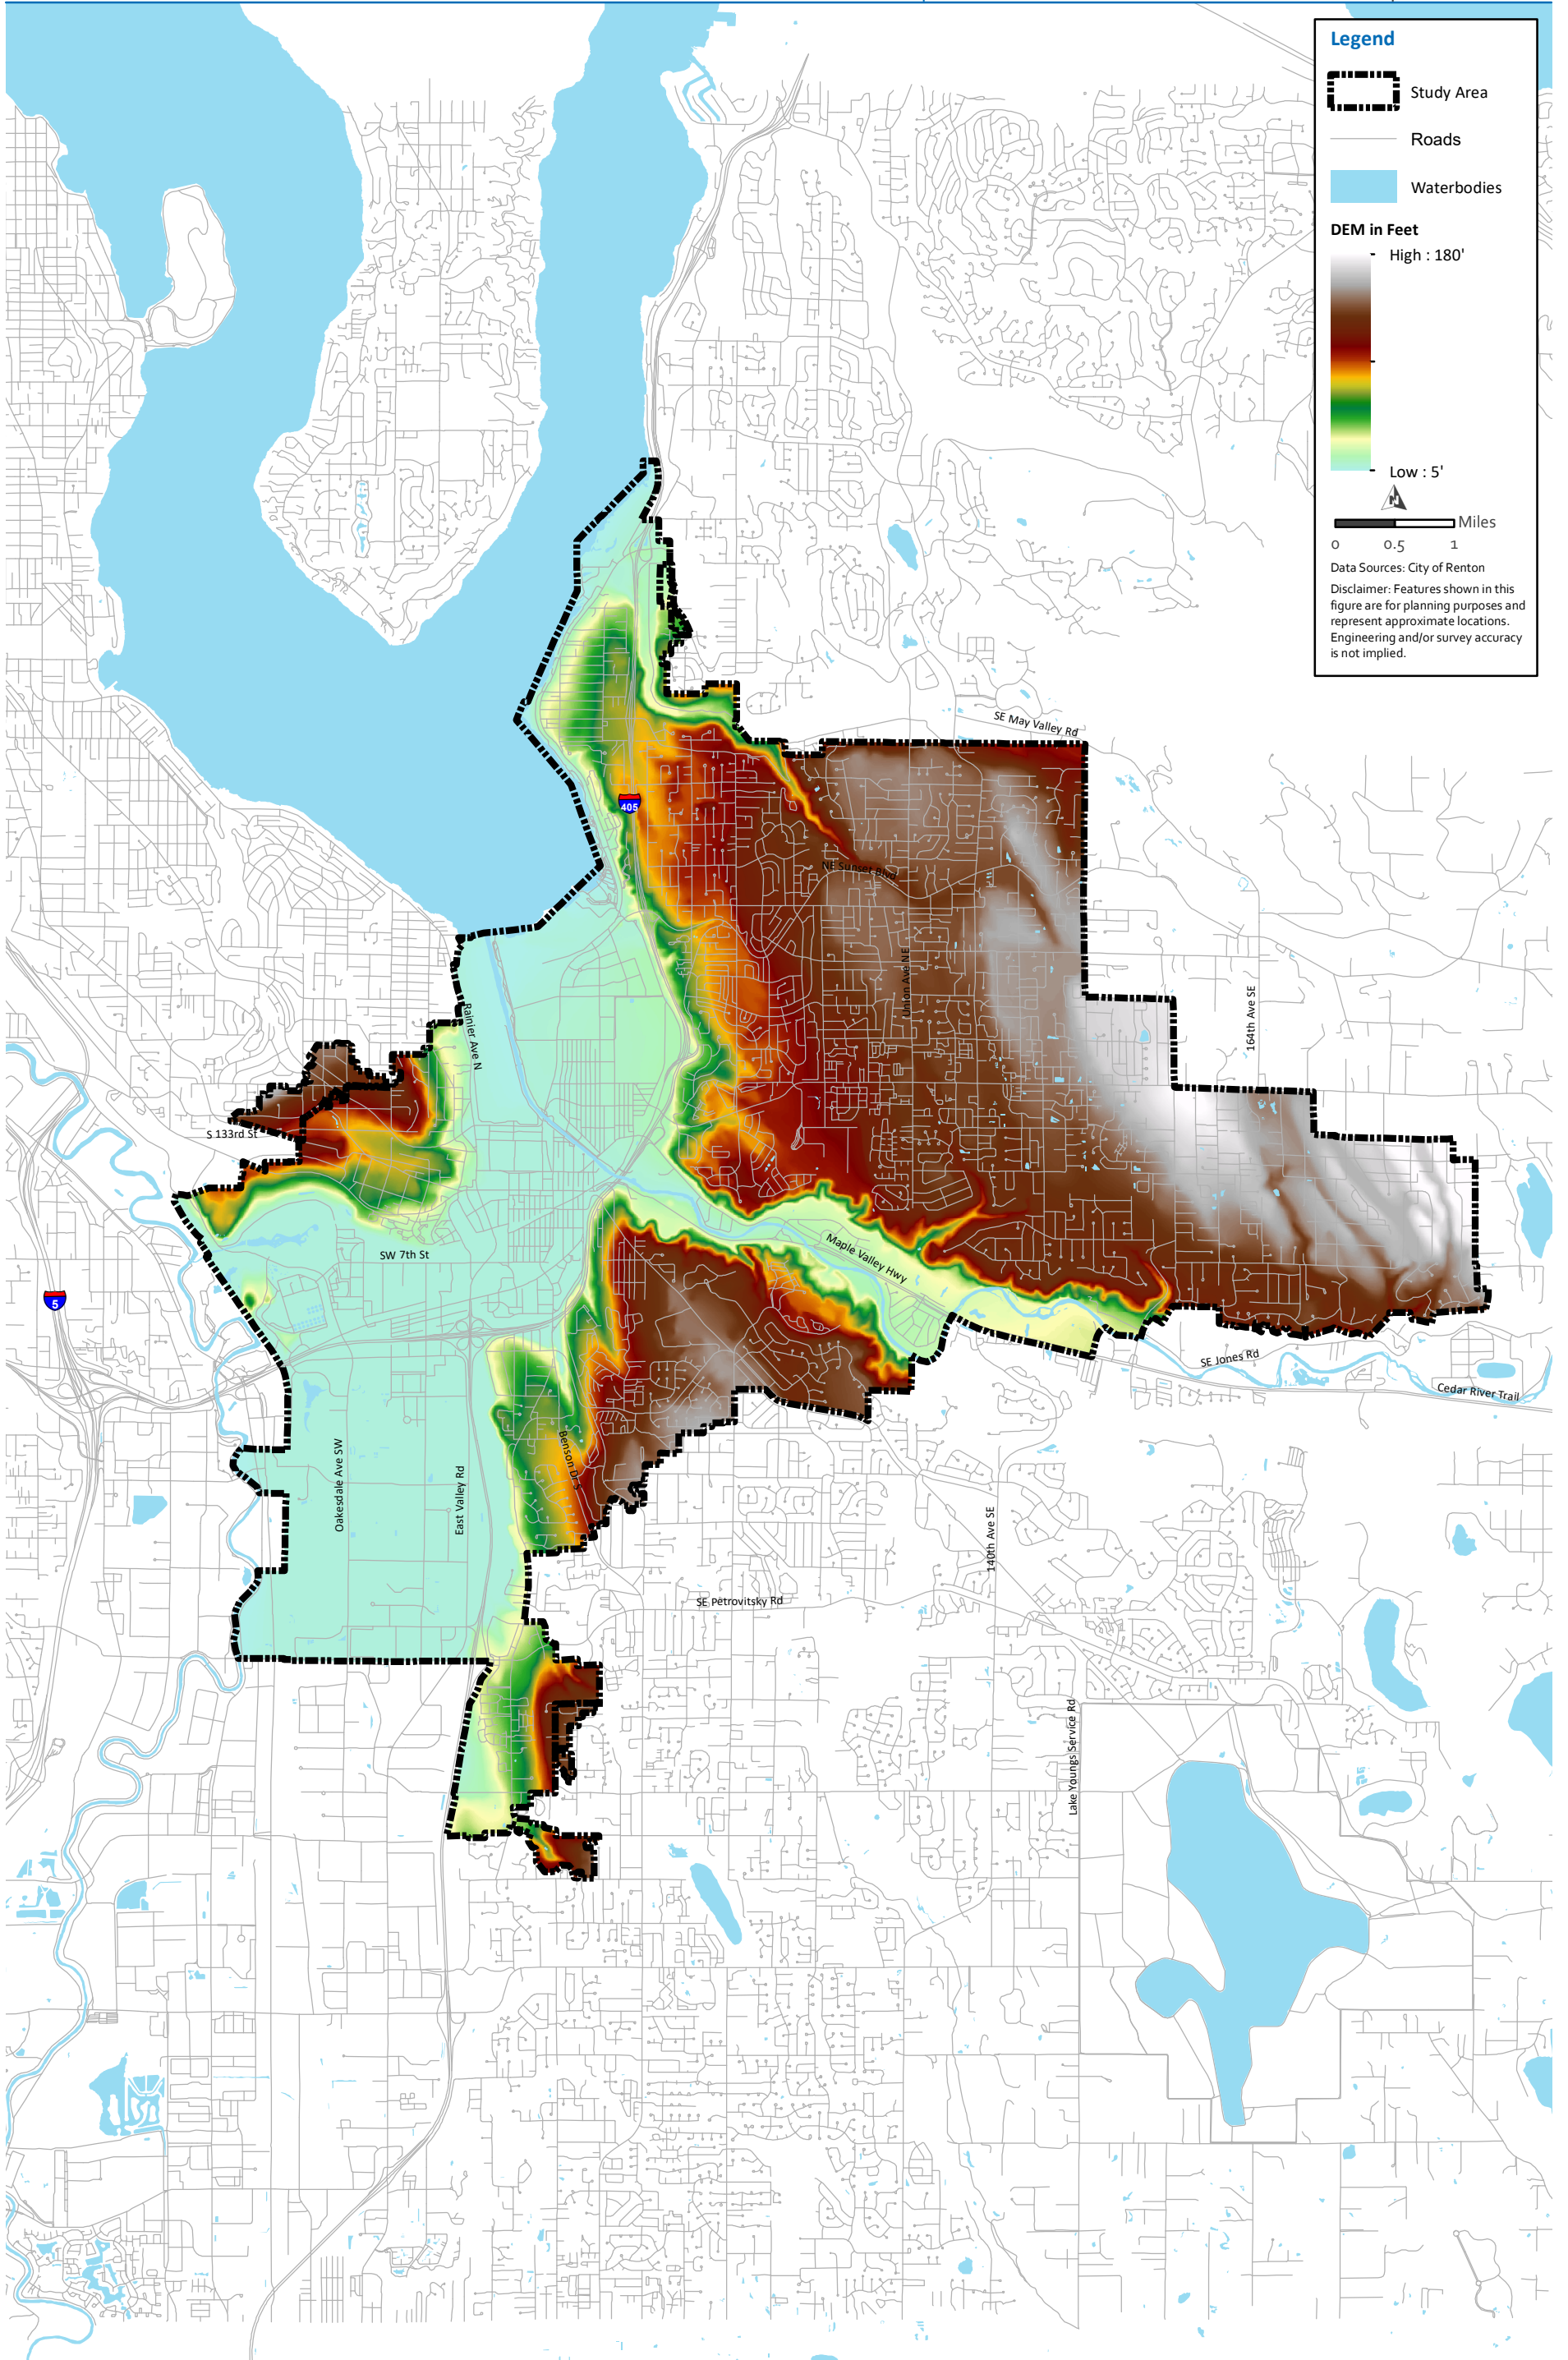 Legend
Study Area
Roads
Waterbodies
DEM in Feet
High : 180'
Low : 5'
N
Miles
0 0.5 1
Data Sources: City of Renton
Disclaimer: Features shown in this
figure are for planning purposes and
represent approximate locations.
Engineering and/or survey accuracy
is not implied.
SE May Valley Rd
405
NE Sunset Blvd
Union Ave NE
164th Ave SE
Rainier Ave N
S 133rd St
SW 7th St
Maple Valley Hwy
5
SE Jones Rd
Cedar River Trail
Benson Dr S
Oakesdale Ave SW
East Valley Rd
140th Ave SE
SE Petrovitsky Rd
Lake Youngs Service Rd